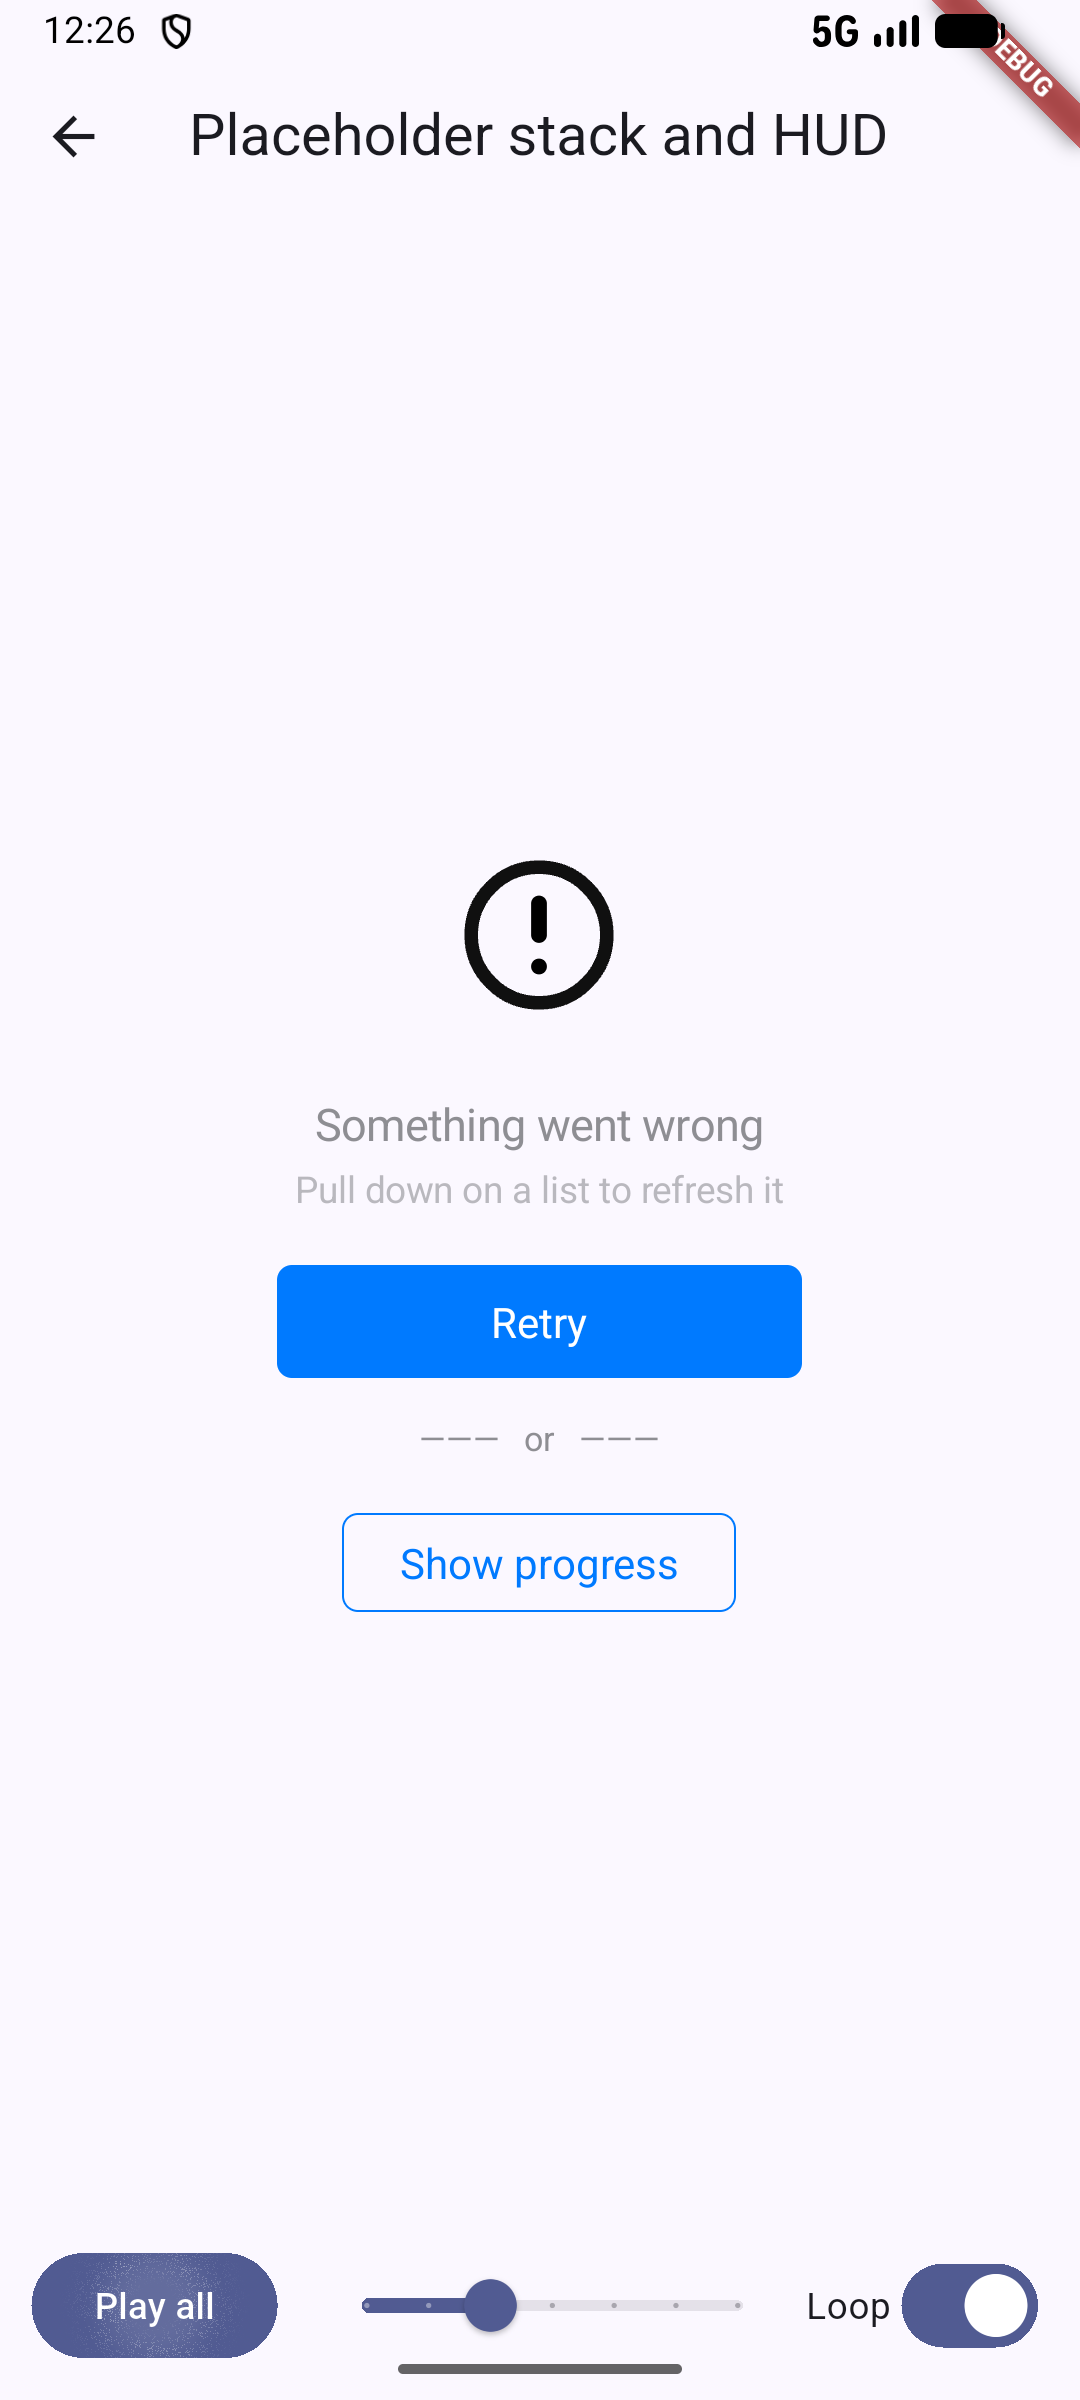 12:26
5G
DEBUG
Placeholder stack and HUD
Something went wrong
Pull down on a list to refresh it
Retry
——— or ———
Show progress
Play all
Loop